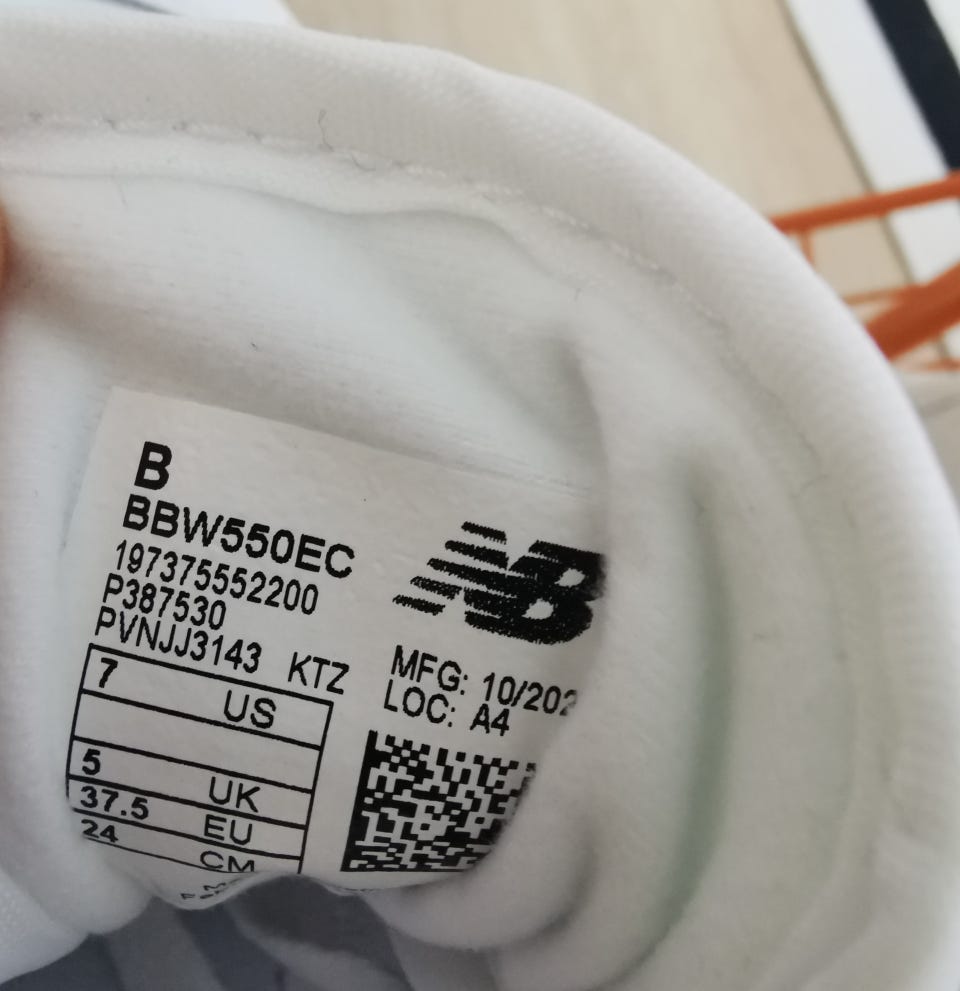 B
BBW550EC
197375552200
P387530
PVNJJ3143 KTZ
7 US
5 UK
37.5 EU
24 CM
NB
MFG: 10/202
LOC: A4